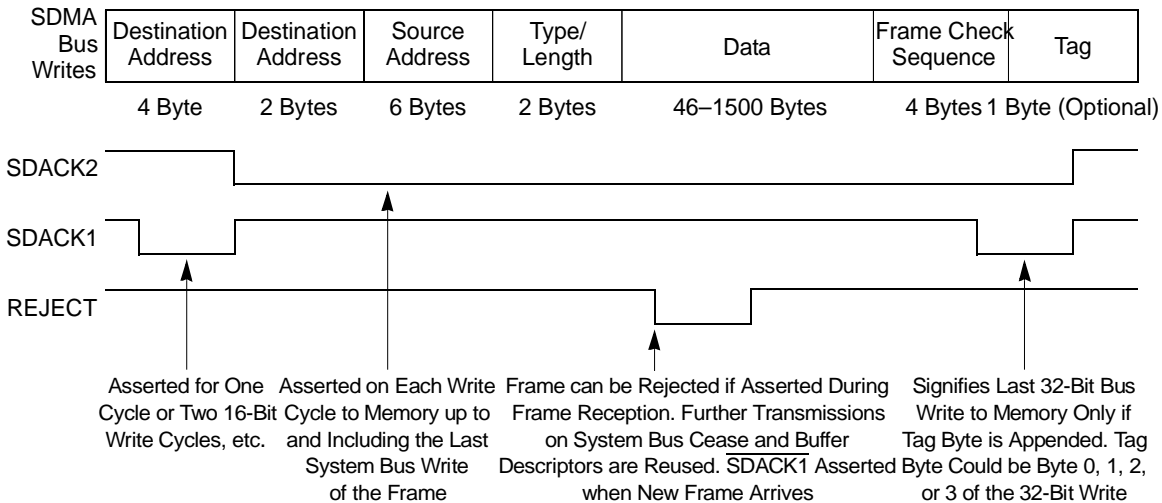 SDMA
Bus
Writes
Destination
Address
Destination
Address
Source
Address
Type/
Length
Data
Frame Check
Sequence
Tag
4 Byte
2 Bytes
6 Bytes
2 Bytes
46–1500 Bytes
4 Bytes
1 Byte (Optional)
SDACK2
SDACK1
REJECT
Asserted for One
Cycle or Two 16-Bit
Write Cycles, etc.
Asserted on Each Write
Cycle to Memory up to
and Including the Last
System Bus Write
of the Frame
Frame can be Rejected if Asserted During
Frame Reception. Further Transmissions
on System Bus Cease and Buffer
Descriptors are Reused. SDACK1 Asserted
when New Frame Arrives
Signifies Last 32-Bit Bus
Write to Memory Only if
Tag Byte is Appended. Tag
Byte Could be Byte 0, 1, 2,
or 3 of the 32-Bit Write